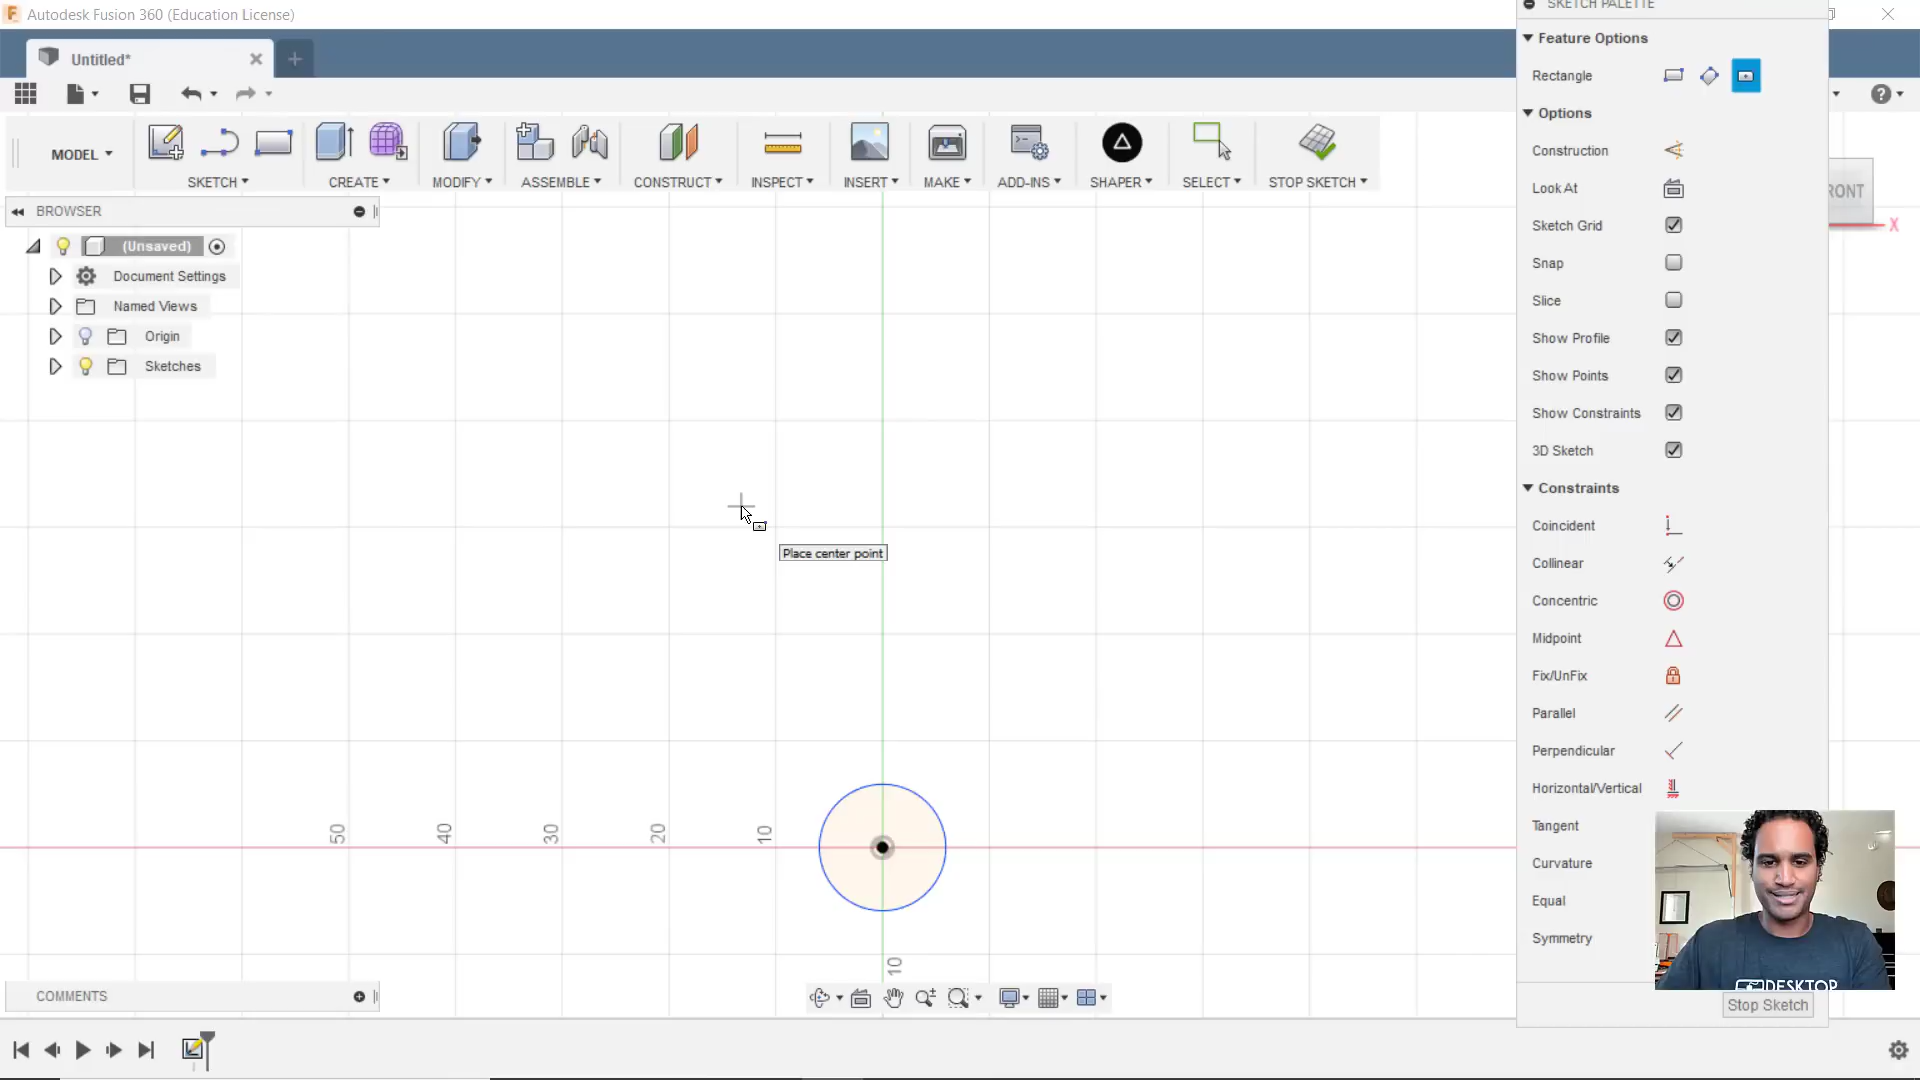 Autodesk Fusion 360 (Education License)
SKETCH PALETTE
Untitled*
Feature Options
Rectangle
Options
MODEL
SKETCH
CREATE
MODIFY
ASSEMBLE
CONSTRUCT
INSPECT
INSERT
MAKE
ADD-INS
SHAPER
SELECT
STOP SKETCH
Construction
Look At
RONT
X
BROWSER
(Unsaved)
Document Settings
Named Views
Origin
Sketches
Sketch Grid
Snap
Slice
Show Profile
Show Points
Show Constraints
3D Sketch
Constraints
Coincident
Collinear
Concentric
Midpoint
Fix/UnFix
Parallel
Perpendicular
Horizontal/Vertical
Tangent
Curvature
Equal
Symmetry
Place center point
50
40
30
20
10
10
DESKTOP
COMMENTS
Stop Sketch